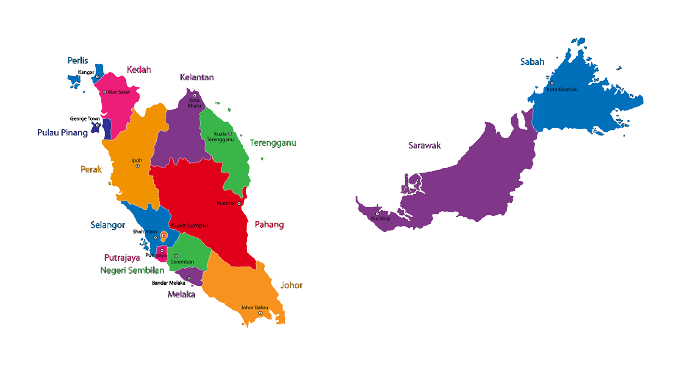 Perlis
Kangar
Kedah
Alor Setar
Kelantan
Kota
Bharu
George Town
Pulau Pinang
Kuala
Terengganu
Terengganu
Perak
Ipoh
Kuantan
Selangor
Shah Alam
Kuala Lumpur
Pahang
Putrajaya
Putrajaya
Seremban
Negeri Sembilan
Bandar Melaka
Melaka
Johor
Johor Bahru
Sabah
Kota Kinabalu
Sarawak
Kuching